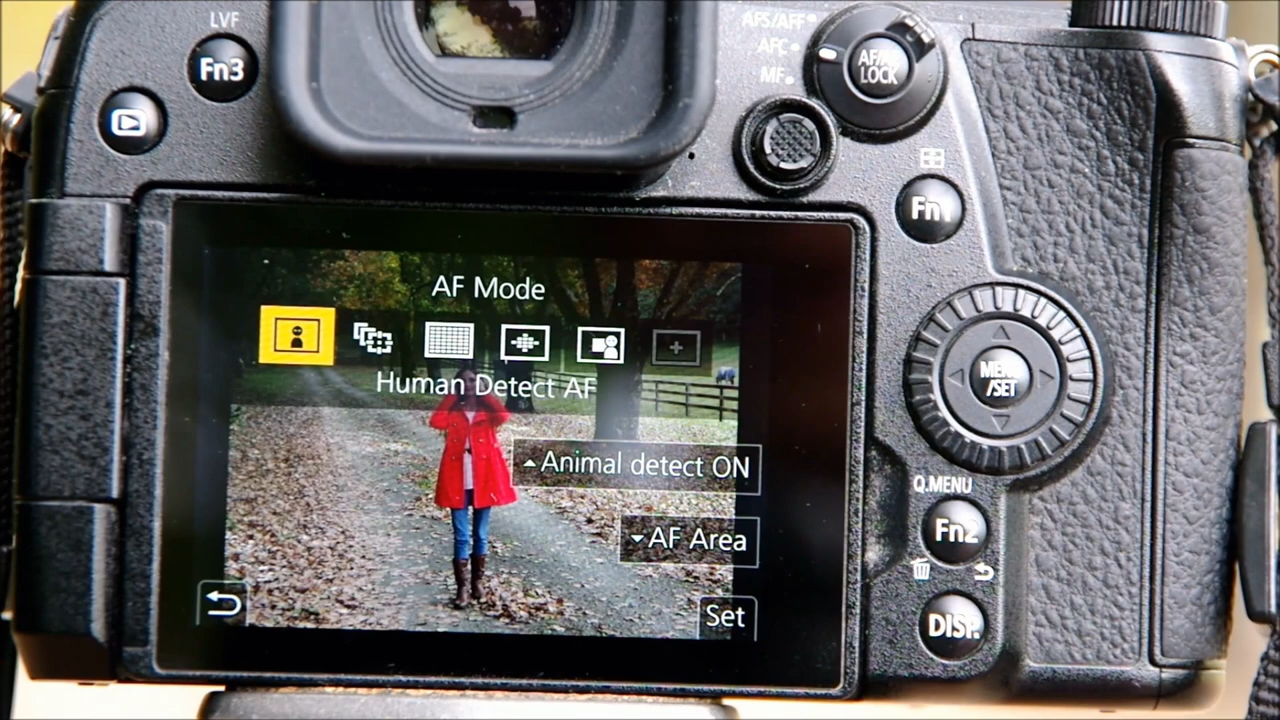 LVF
Fn3
AFS/AFF
AFC
MF
AF/AE
LOCK
Fn1
AF Mode
Human Detect AF
MENU
/SET
Animal detect ON
Q.MENU
Fn2
AF Area
Set
DISP.